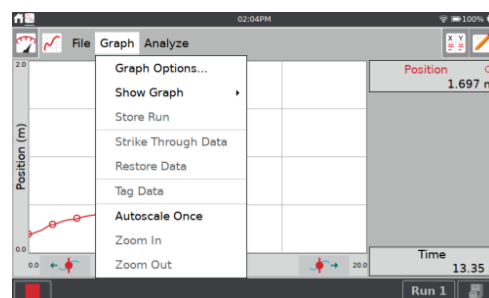 02:04PM
100%
File Graph Analyze
X Y
2.0
Graph Options...
Show Graph
Store Run
Strike Through Data
Restore Data
Tag Data
Autoscale Once
Zoom In
Zoom Out
Position (m)
0.0
0.0
20.0
Position
1.697
Time
13.35
Run 1